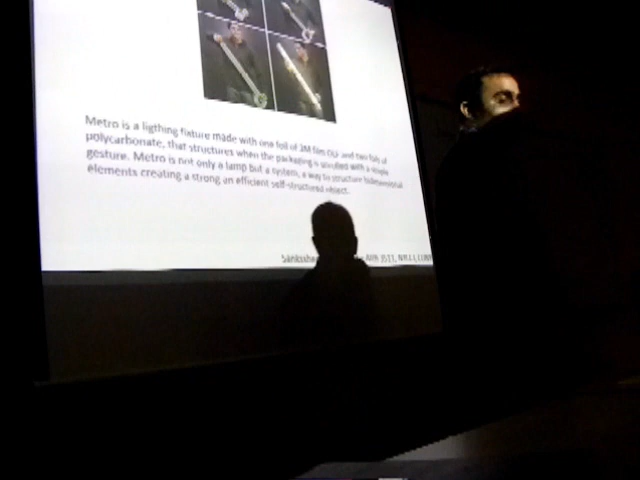 Metro is a ligthing fixture made with one foil of 3M film OLF and two foils of
polycarbonate, that structures when the packaging is unrolled with a simple
gesture. Metro is not only a lamp but a system, a way to structure bidimensional
elements creating a strong an efficient self-structured object.